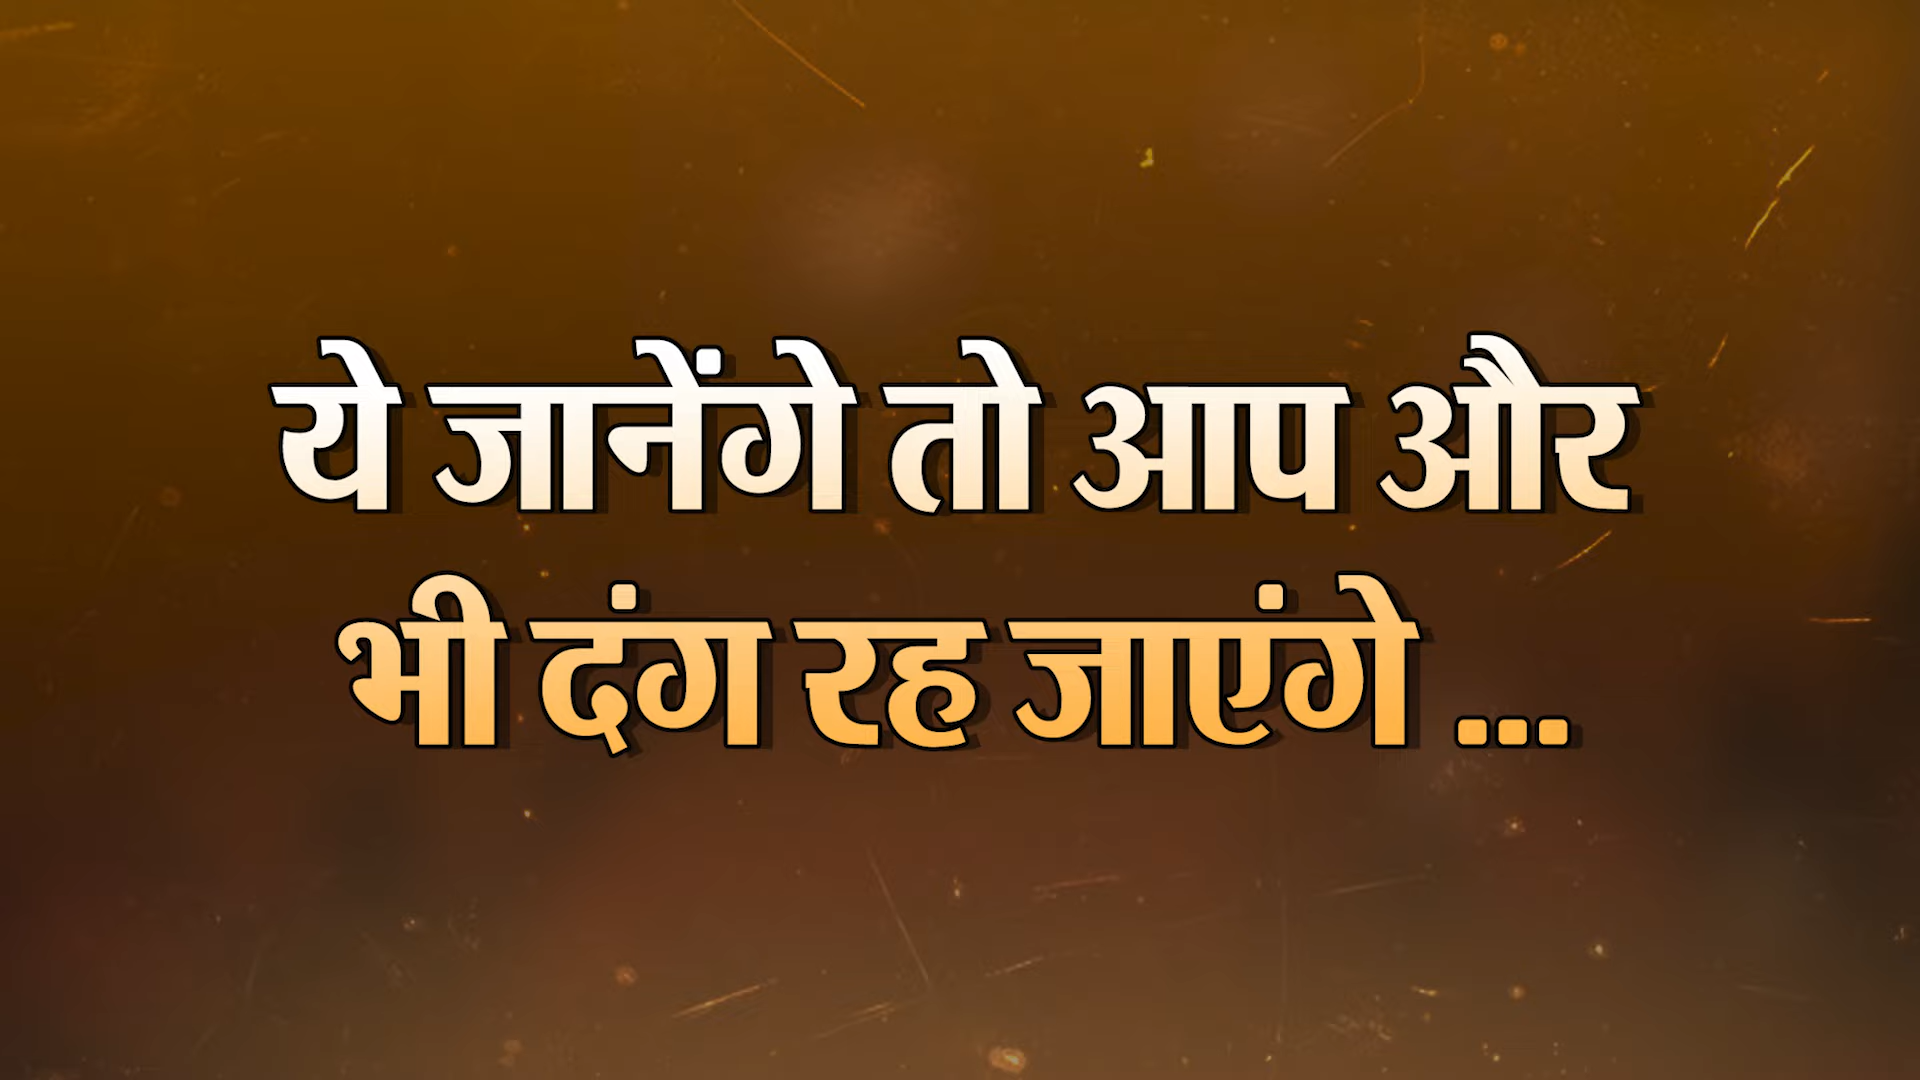 ये जानेंगे तो आप और
भी दंग रह जाएंगे ...